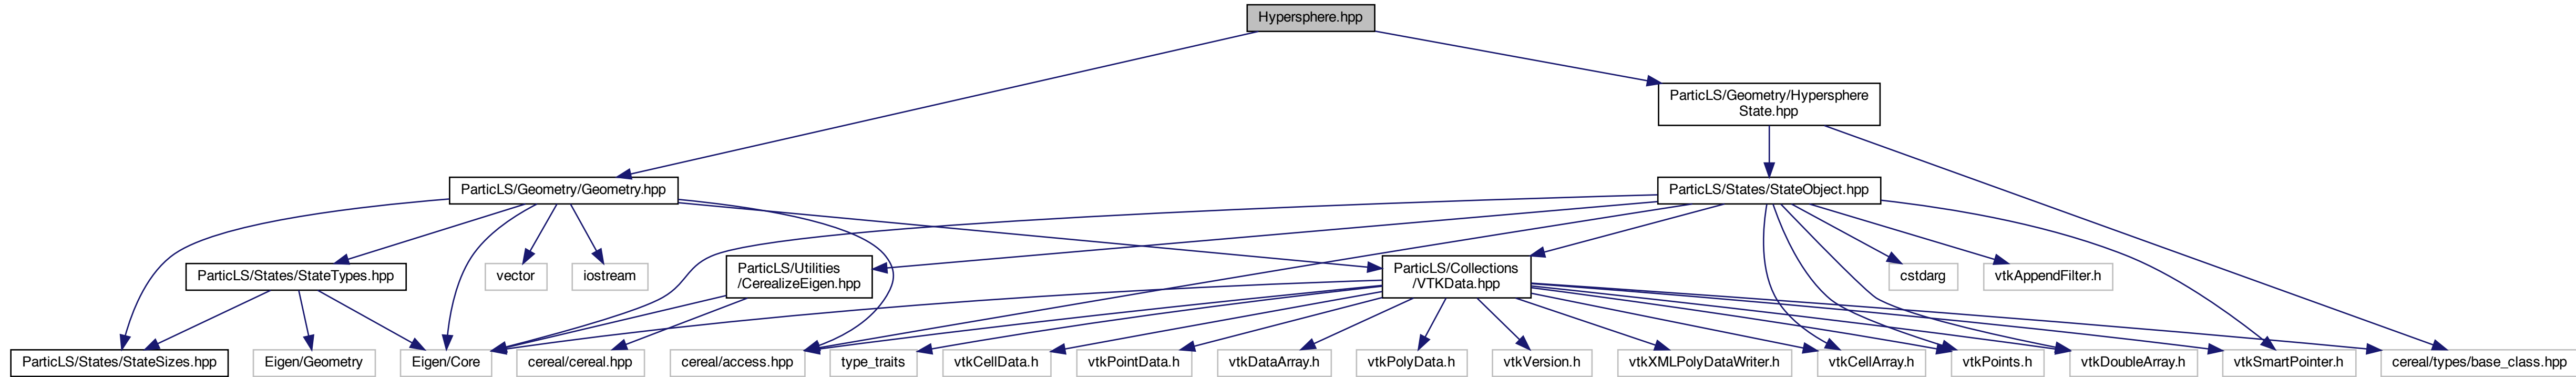 Hypersphere.hpp
ParticLS/Geometry/Hypersphere
State.hpp
ParticLS/Geometry/Geometry.hpp
ParticLS/States/StateObject.hpp
ParticLS/States/StateTypes.hpp
vector
iostream
ParticLS/Utilities
/CerealizeEigen.hpp
ParticLS/Collections
/VTKData.hpp
cstdarg
vtkAppendFilter.h
ParticLS/States/StateSizes.hpp
Eigen/Geometry
Eigen/Core
cereal/cereal.hpp
cereal/access.hpp
type_traits
vtkCellData.h
vtkPointData.h
vtkDataArray.h
vtkPolyData.h
vtkVersion.h
vtkXMLPolyDataWriter.h
vtkCellArray.h
vtkPoints.h
vtkDoubleArray.h
vtkSmartPointer.h
cereal/types/base_class.hpp